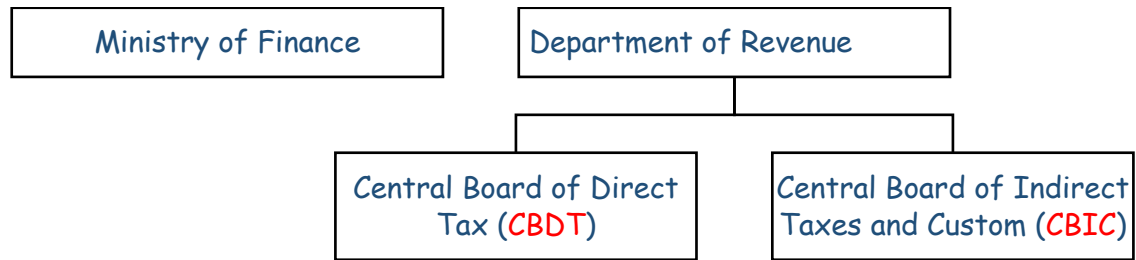 Ministry of Finance
Department of Revenue
Central Board of Direct
Tax (CBDT)
Central Board of Indirect
Taxes and Custom (CBIC)